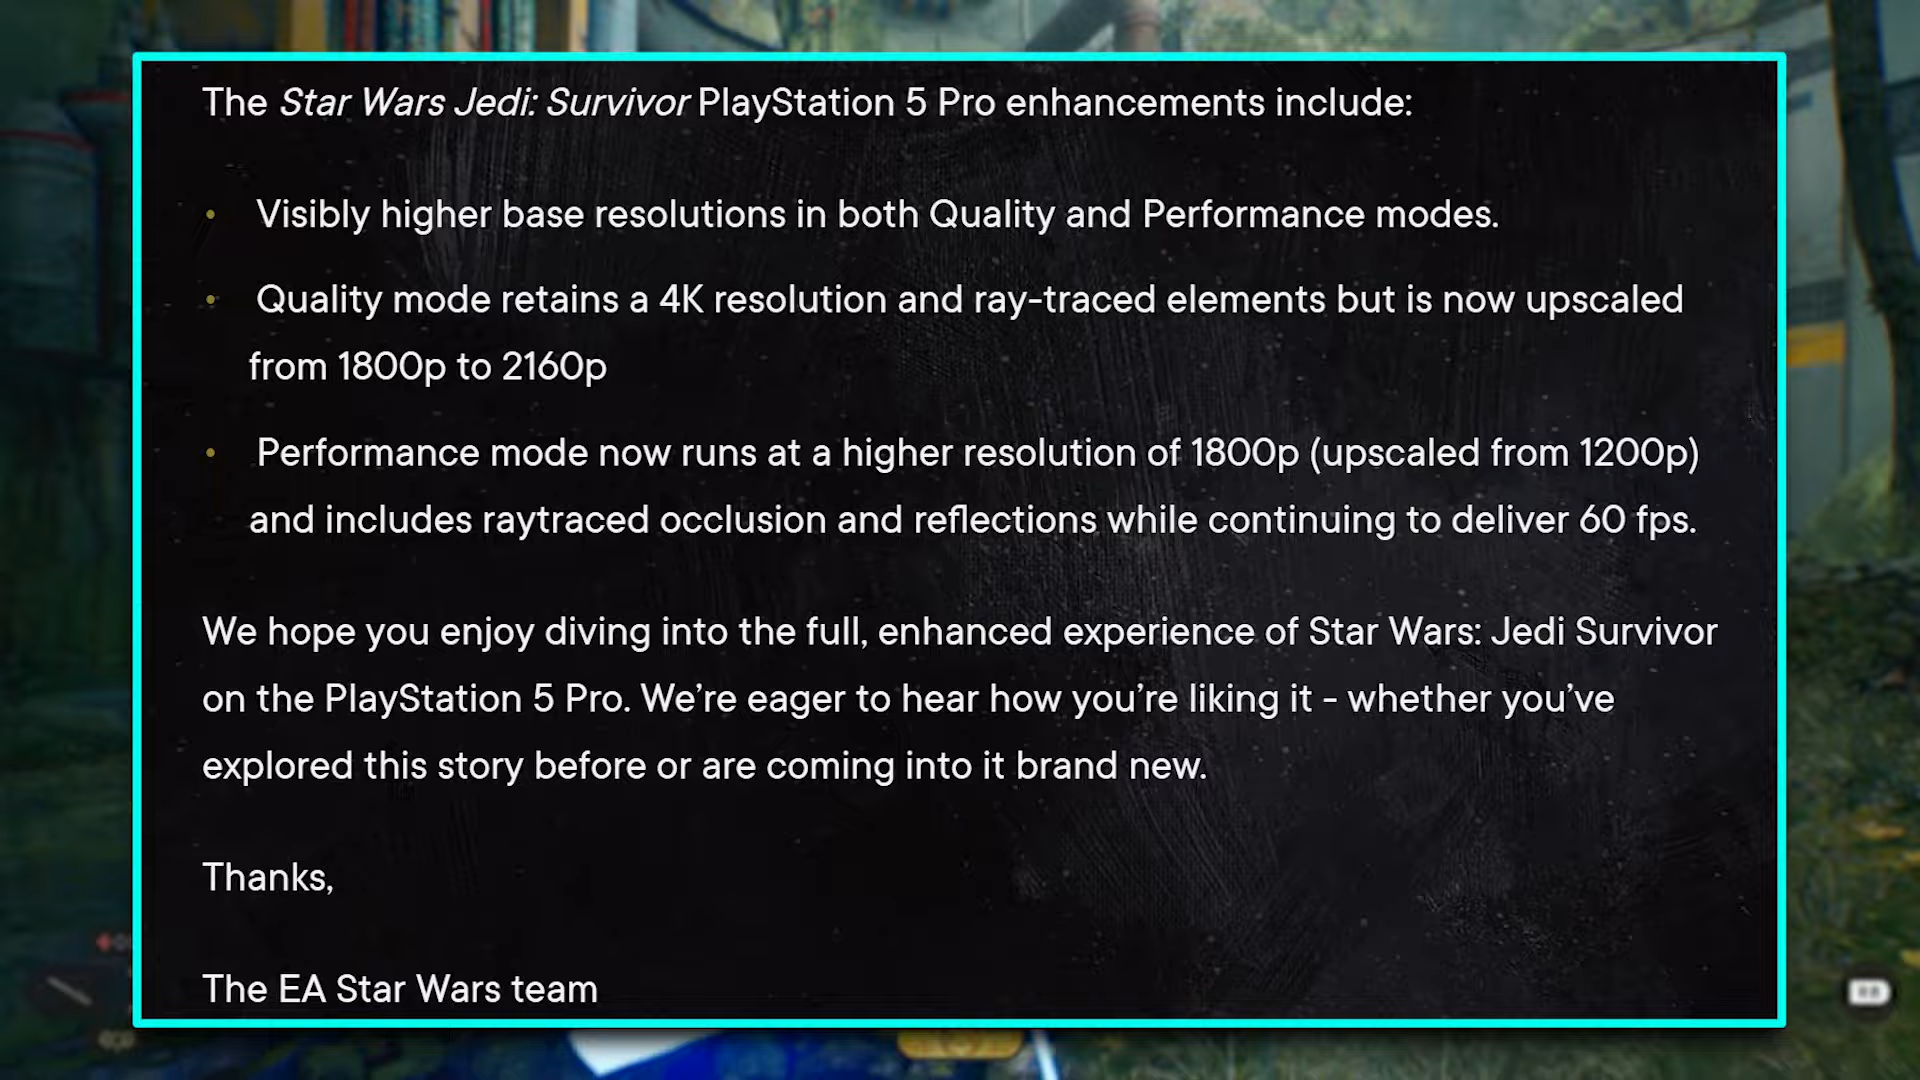 The Star Wars Jedi: Survivor PlayStation 5 Pro enhancements include:
• Visibly higher base resolutions in both Quality and Performance modes.
• Quality mode retains a 4K resolution and ray-traced elements but is now upscaled
from 1800p to 2160p
• Performance mode now runs at a higher resolution of 1800p (upscaled from 1200p)
and includes raytraced occlusion and reflections while continuing to deliver 60 fps.
We hope you enjoy diving into the full, enhanced experience of Star Wars: Jedi Survivor
on the PlayStation 5 Pro. We’re eager to hear how you’re liking it - whether you’ve
explored this story before or are coming into it brand new.
Thanks,
The EA Star Wars team